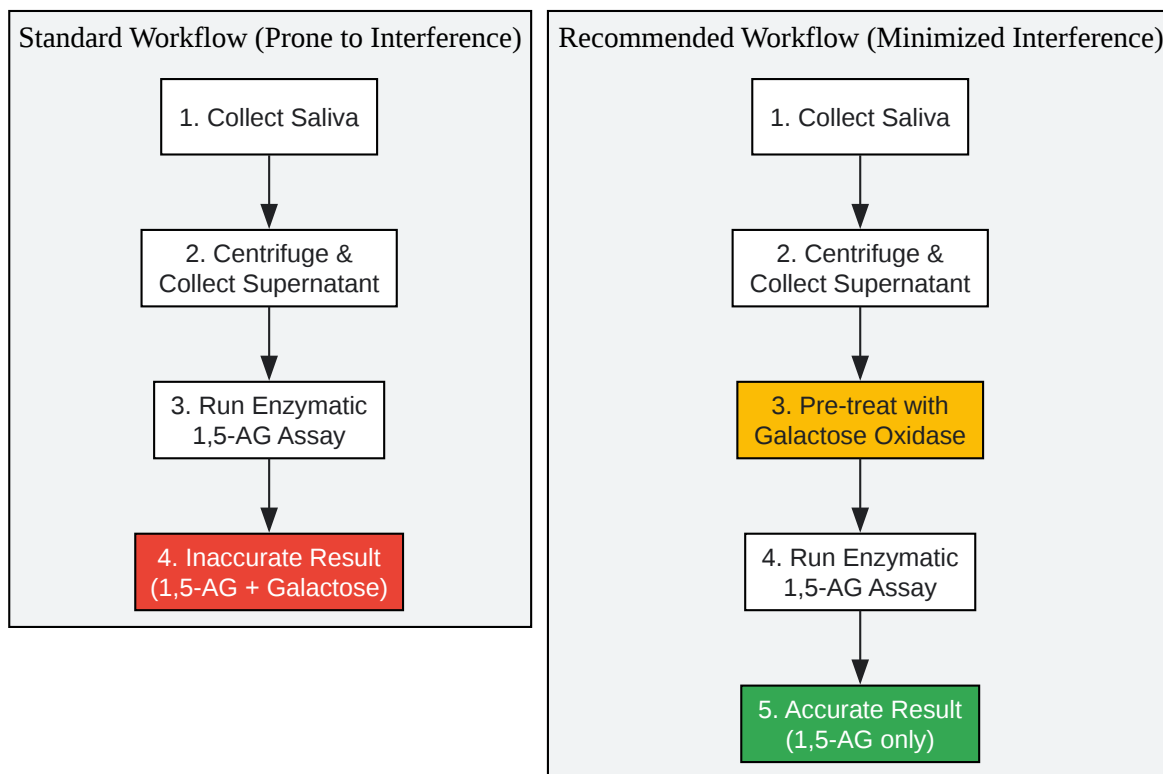 Standard Workflow (Prone to Interference)
1. Collect Saliva
2. Centrifuge &
Collect Supernatant
3. Run Enzymatic
1,5-AG Assay
4. Inaccurate Result
(1,5-AG + Galactose)
Recommended Workflow (Minimized Interference)
1. Collect Saliva
2. Centrifuge &
Collect Supernatant
3. Pre-treat with
Galactose Oxidase
4. Run Enzymatic
1,5-AG Assay
5. Accurate Result
(1,5-AG only)